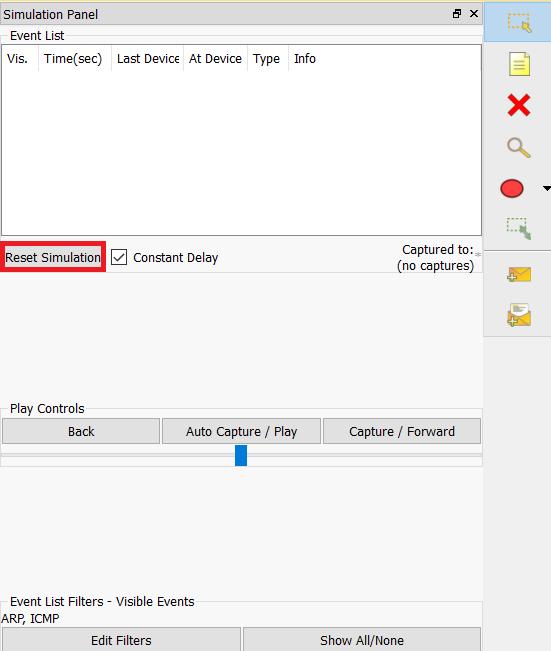 Simulation Panel
Event List
Vis. Time(sec) Last Device At Device Type Info
Reset Simulation Constant Delay Captured to:
(no captures)
*
Play Controls
Back Auto Capture / Play Capture / Forward
Event List Filters - Visible Events
ARP, ICMP
Edit Filters Show All/None